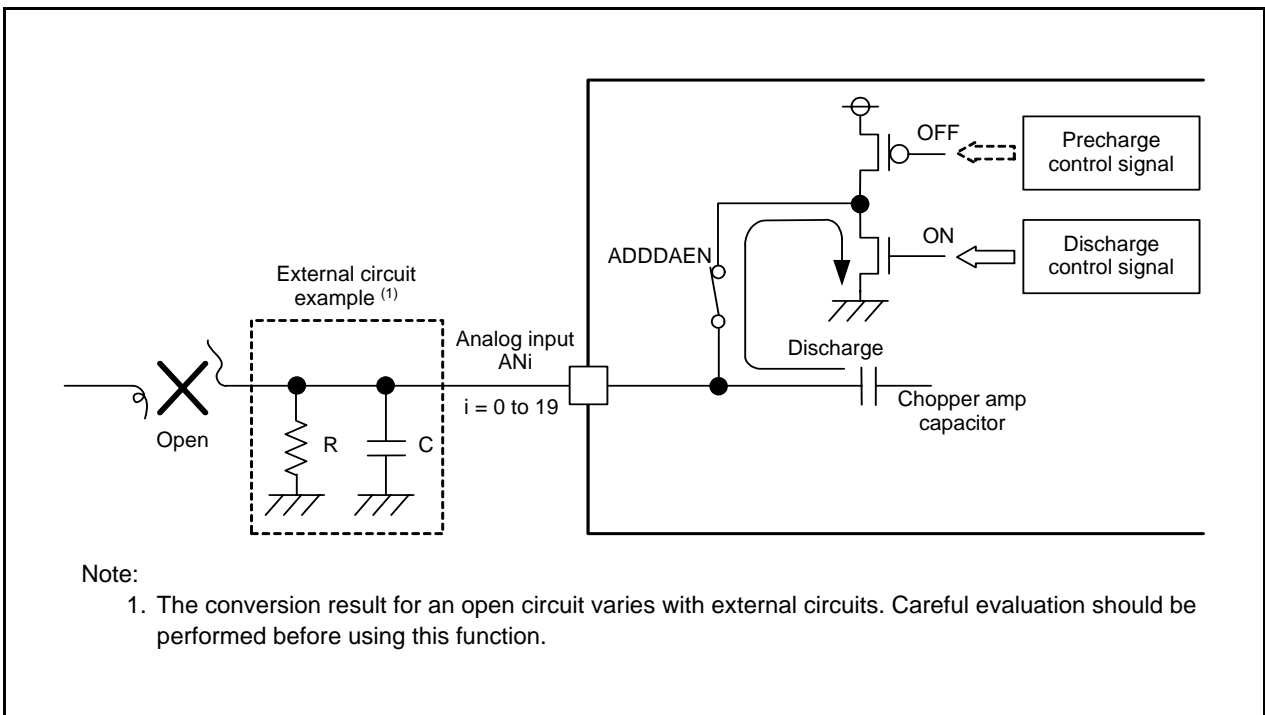 OFF
Precharge
control signal
ADDDAEN
ON
Discharge
control signal
External circuit
example (1)
Analog input
ANi
i = 0 to 19
Discharge
Chopper amp
capacitor
Open
R
C
Note:
1. The conversion result for an open circuit varies with external circuits. Careful evaluation should be
performed before using this function.